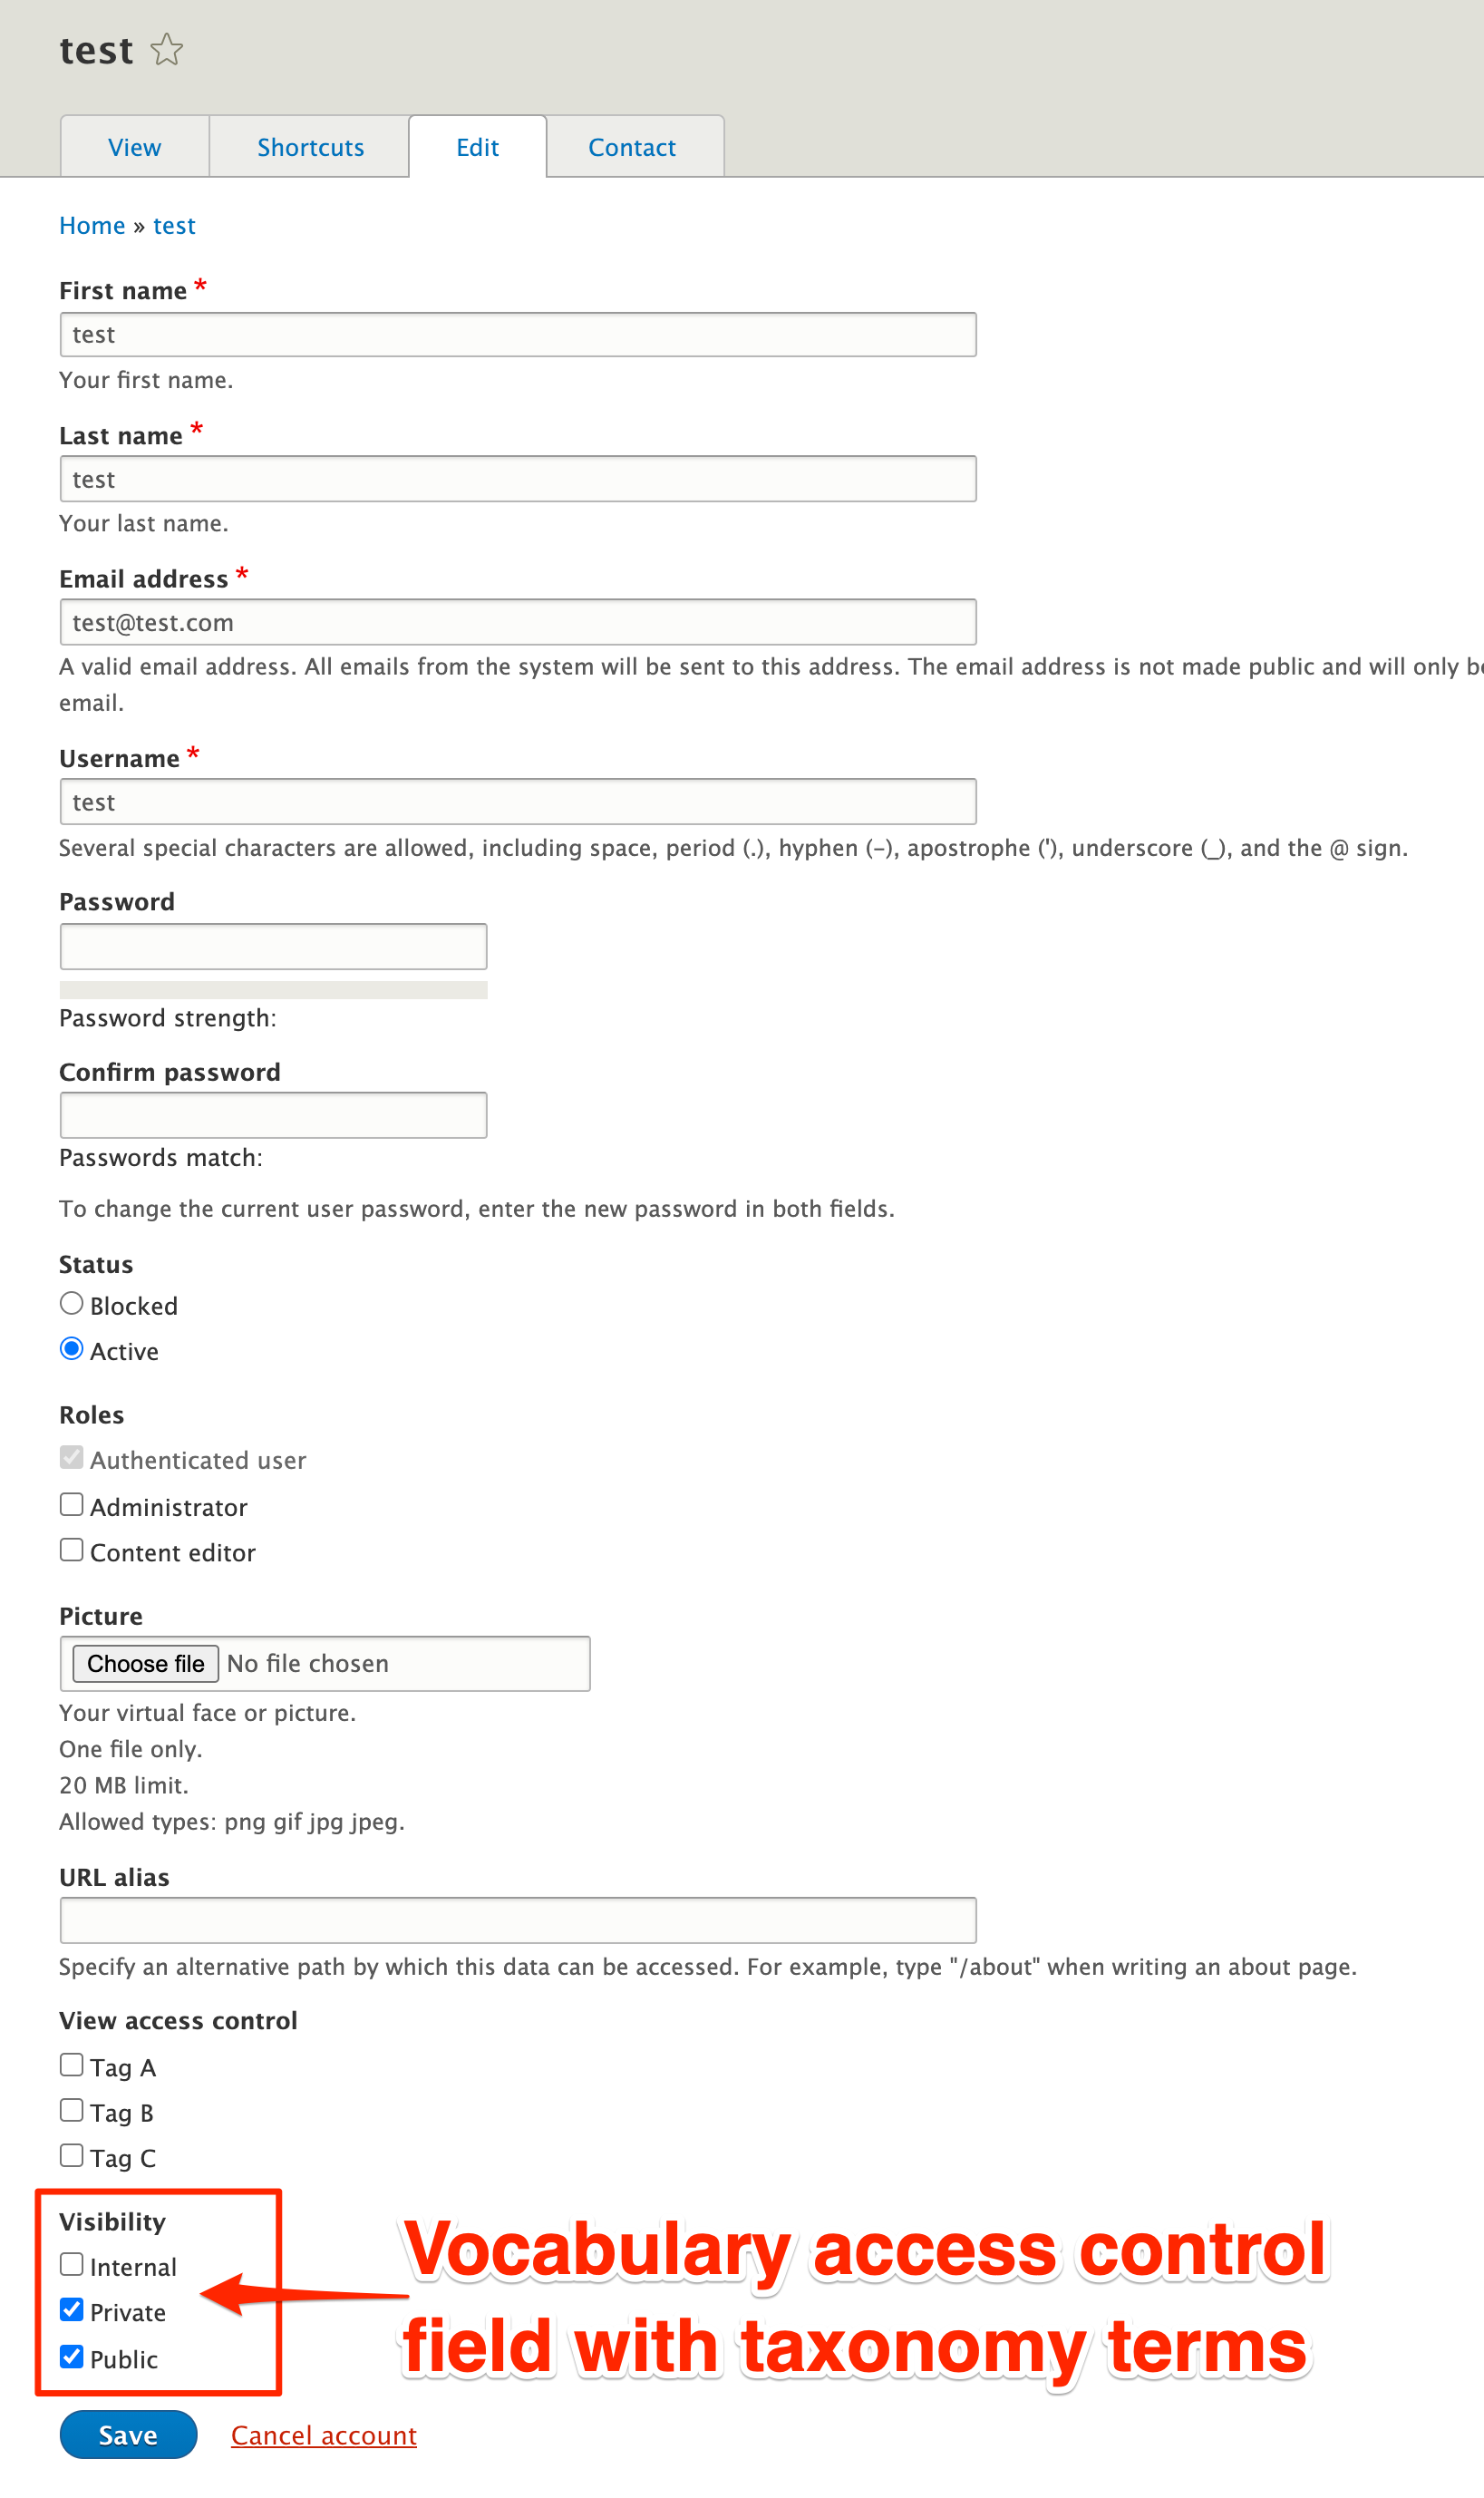 test
View Shortcuts Edit Contact
Home » test
First name *
test
Your first name.
Last name *
test
Your last name.
Email address *
test@test.com
A valid email address. All emails from the system will be sent to this address. The email address is not made public and will only
email.
Username *
test
Several special characters are allowed, including space, period (.), hyphen (-), apostrophe ('), underscore (_), and the @ sign.
Password
Password strength:
Confirm password
Passwords match:
To change the current user password, enter the new password in both fields.
Status
Blocked
Active
Roles
Authenticated user
Administrator
Content editor
Picture
Choose file No file chosen
Your virtual face or picture.
One file only.
20 MB limit.
Allowed types: png gif jpg jpeg.
URL alias
Specify an alternative path by which this data can be accessed. For example, type "/about" when writing an about page.
View access control
Tag A
Tag B
Tag C
Visibility
Internal
Private
Public
Vocabulary access control
field with taxonomy terms
Save Cancel account